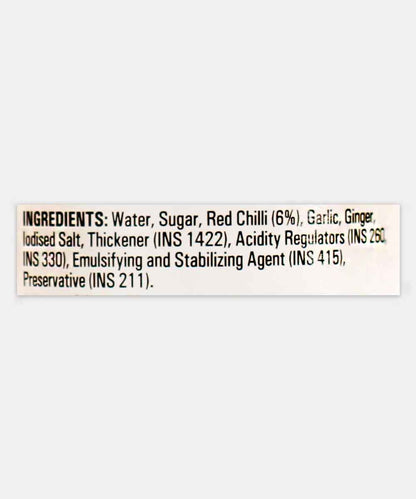 INGREDIENTS: Water, Sugar, Red Chilli (6%), Garlic, Ginger,
Iodised Salt, Thickener (INS 1422), Acidity Regulators (INS 260,
INS 330), Emulsifying and Stabilizing Agent (INS 415),
Preservative (INS 211).